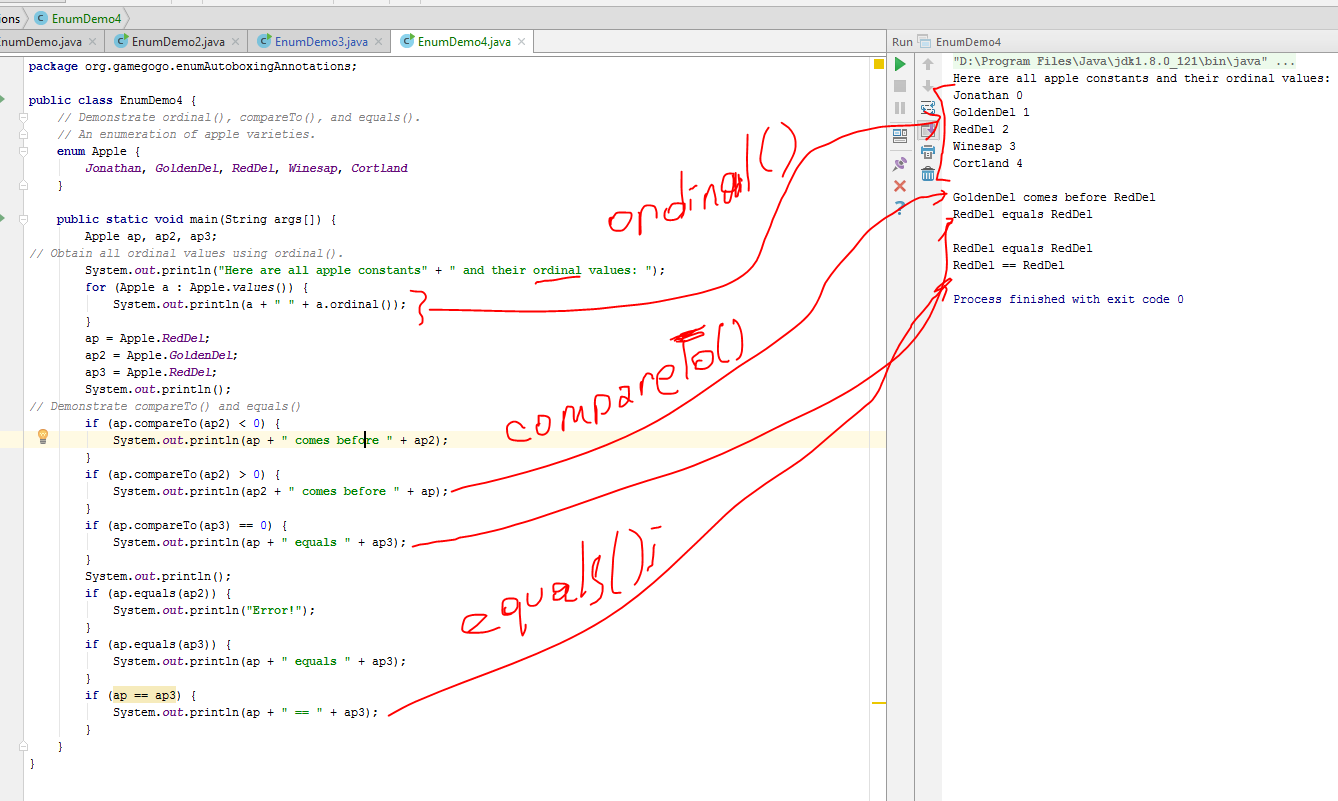 ions EnumDemo4
EnumDemo.java EnumDemo2.java EnumDemo3.java EnumDemo4.java
package org.gamegogo.enumAutoboxingAnnotations;
public class EnumDemo4 {
// Demonstrate ordinal(), compareTo(), and equals().
// An enumeration of apple varieties.
enum Apple {
Jonathan, GoldenDel, RedDel, Winesap, Cortland
}
public static void main(String args[]) {
Apple ap, ap2, ap3;
// Obtain all ordinal values using ordinal().
System.out.println("Here are all apple constants" + " and their ordinal values: ");
for (Apple a : Apple.values()) {
System.out.println(a + " " + a.ordinal());
}
ap = Apple.RedDel;
ap2 = Apple.GoldenDel;
ap3 = Apple.RedDel;
System.out.println();
// Demonstrate compareTo() and equals()
if (ap.compareTo(ap2) < 0) {
System.out.println(ap + " comes before " + ap2);
}
if (ap.compareTo(ap2) > 0) {
System.out.println(ap2 + " comes before " + ap);
}
if (ap.compareTo(ap3) == 0) {
System.out.println(ap + " equals " + ap3);
}
System.out.println();
if (ap.equals(ap2)) {
System.out.println("Error!");
}
if (ap.equals(ap3)) {
System.out.println(ap + " equals " + ap3);
}
if (ap == ap3) {
System.out.println(ap + " == " + ap3);
}
}
}
ordinal()
compareTo()
equals();
Run EnumDemo4
"D:\Program Files\Java\jdk1.8.0_121\bin\java" ...
Here are all apple constants and their ordinal values:
Jonathan 0
GoldenDel 1
RedDel 2
Winesap 3
Cortland 4
GoldenDel comes before RedDel
RedDel equals RedDel
RedDel equals RedDel
RedDel == RedDel
Process finished with exit code 0